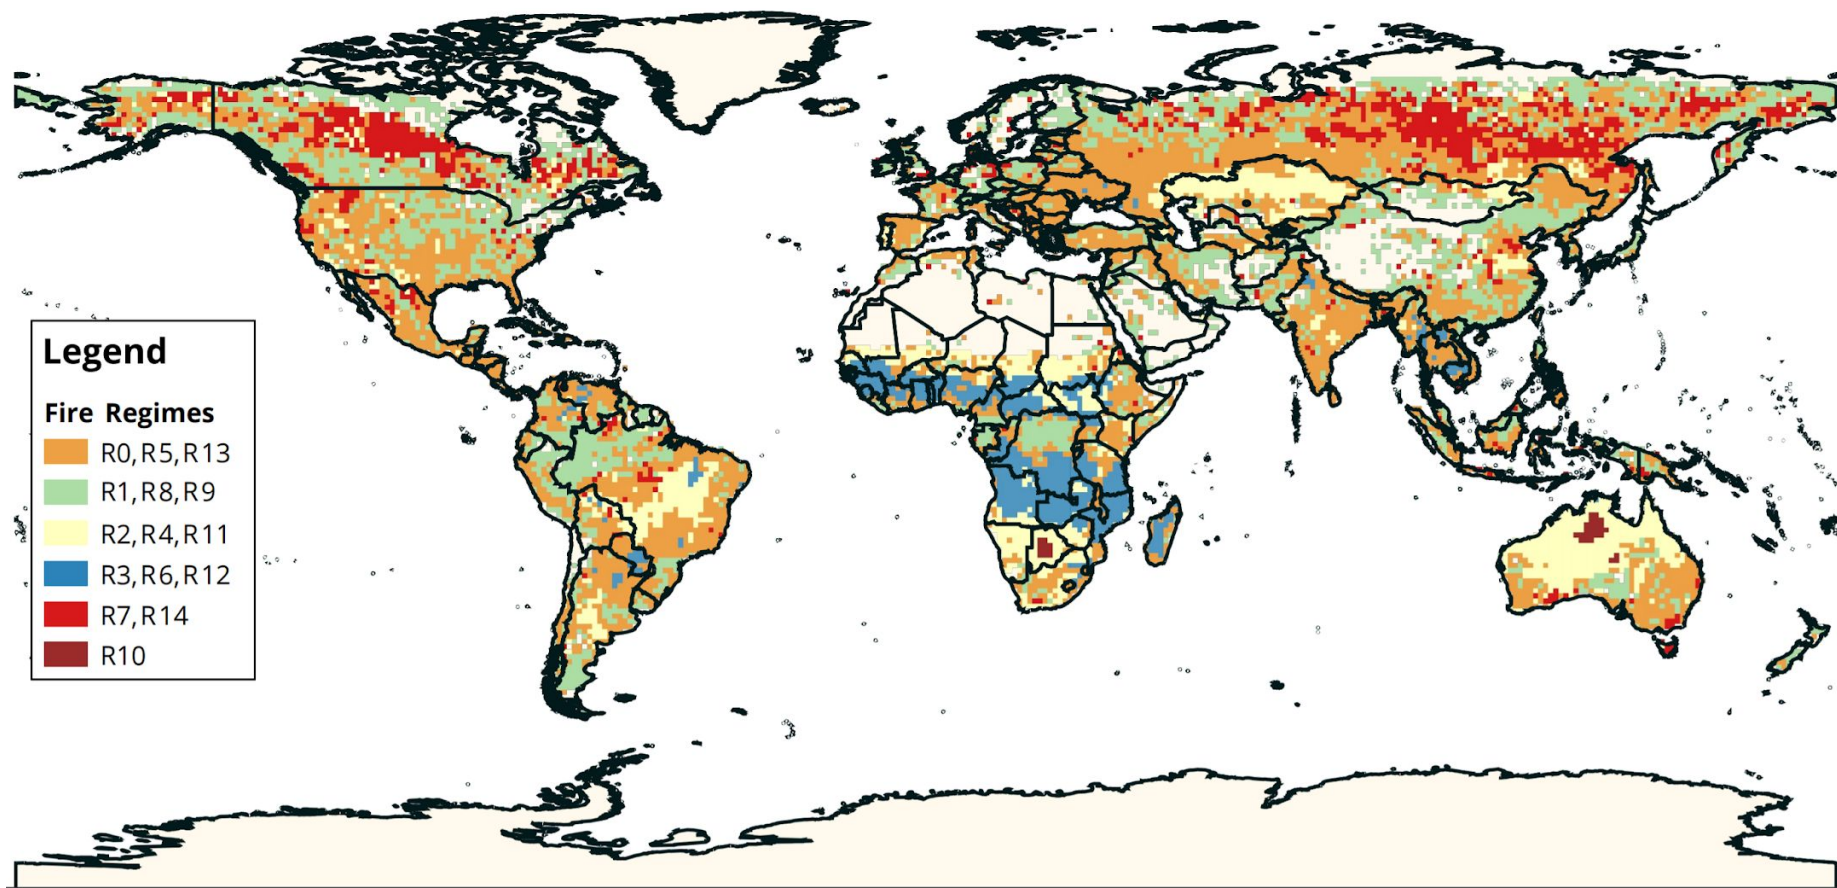 Legend
Fire Regimes
R0,R5,R13
R1,R8,R9
R2,R4,R11
R3,R6,R12
R7,R14
R10